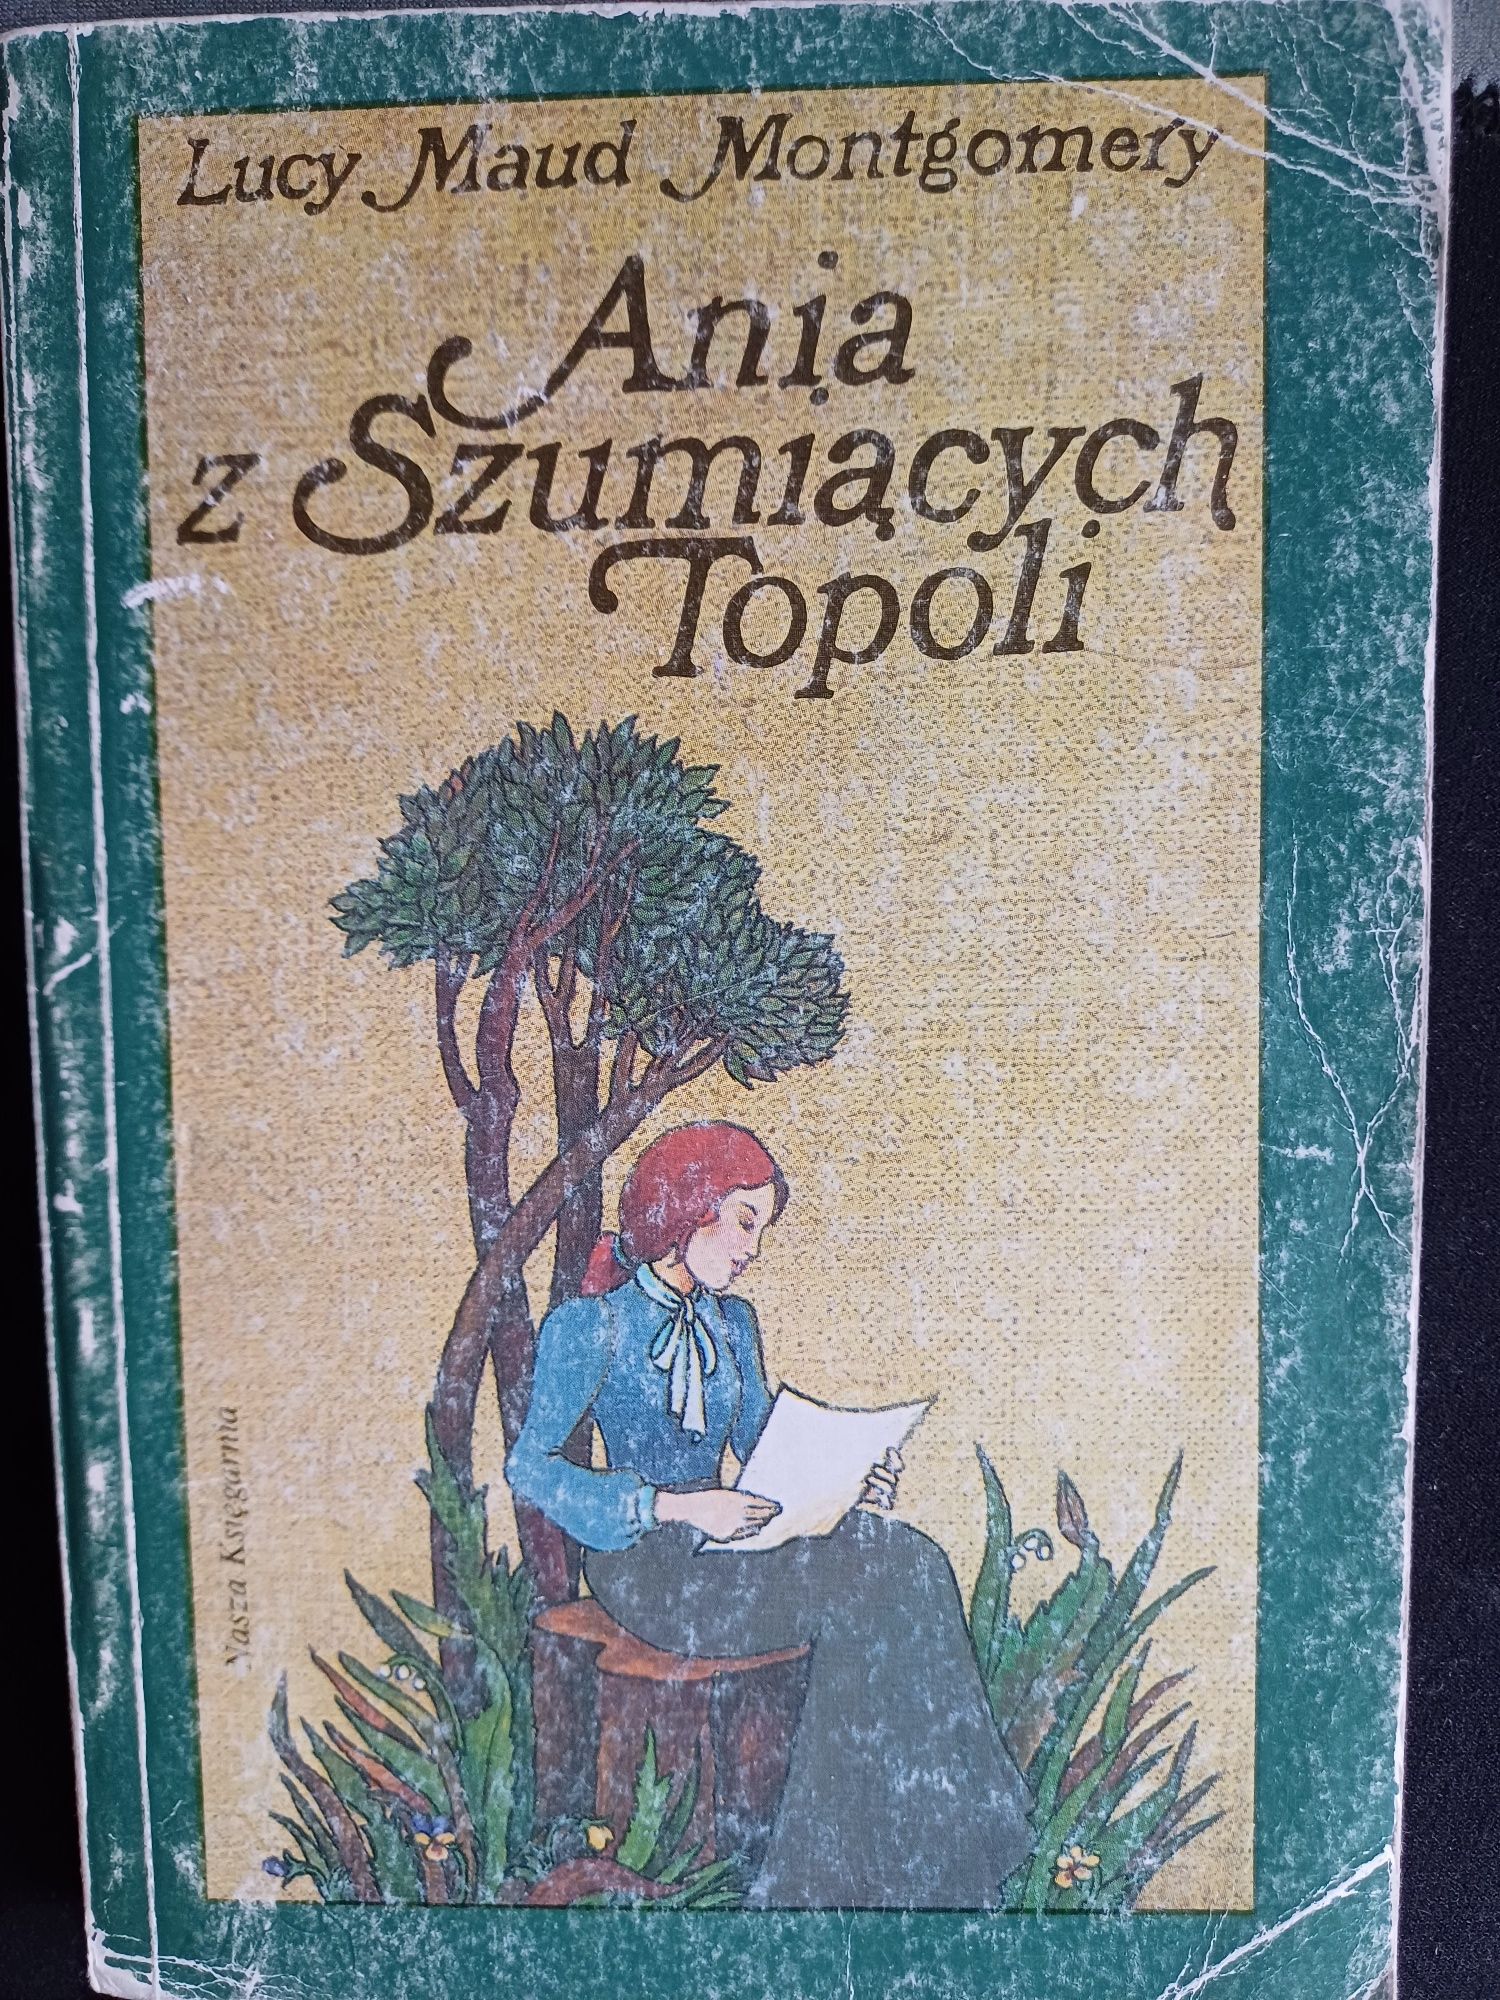 Lucy Maud Montgomery
Ania
z Szumiących
Topoli
Nasza Księgarnia